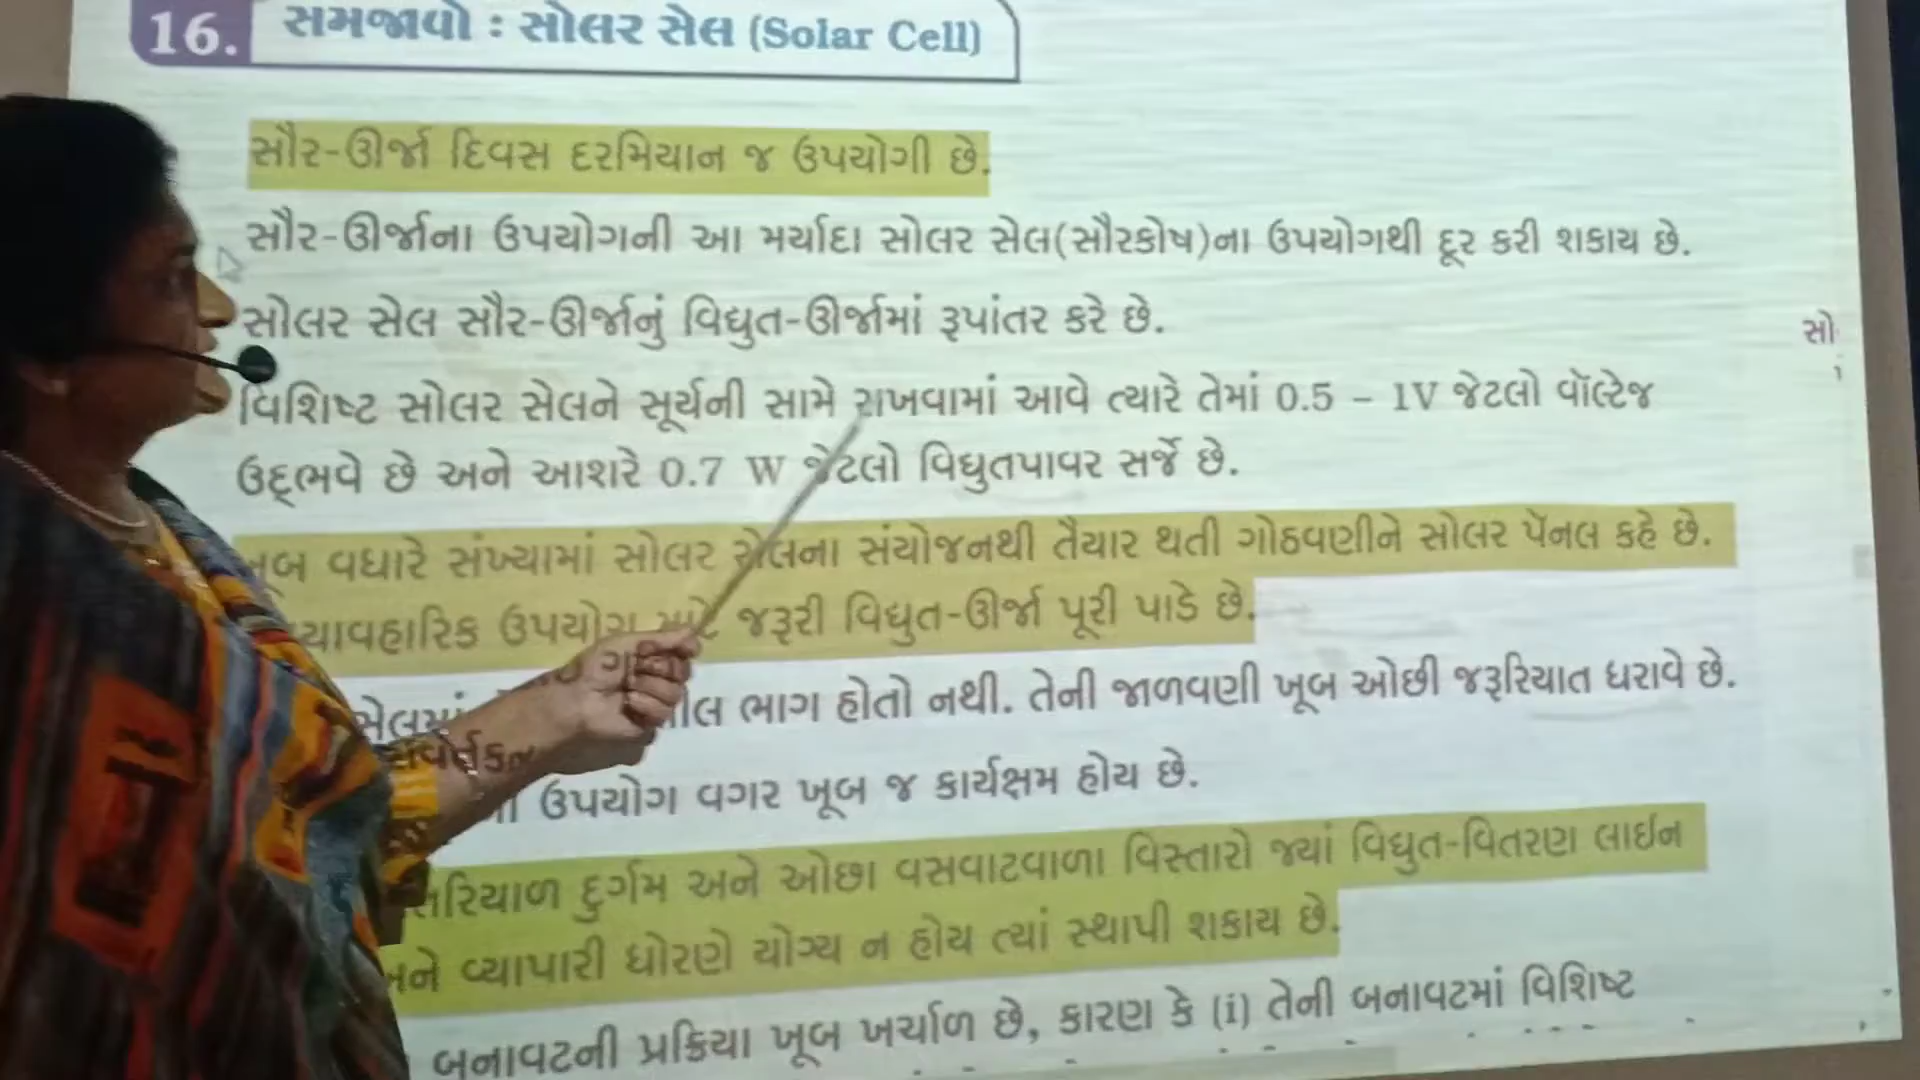 16. સમજાવો : સોલર સેલ (Solar Cell)
સૌર-ઊર્જા દિવસ દરમિયાન જ ઉપયોગી છે.
સૌર-ઊર્જાના ઉપયોગની આ મર્યાદા સોલર સેલ(સૌરકોષ)ના ઉપયોગથી દૂર કરી શકાય છે.
સોલર સેલ સૌર-ઊર્જાનું વિદ્યુત-ઊર્જામાં રૂપાંતર કરે છે.
સો
વિશિષ્ટ સોલર સેલને સૂર્યની સામે રાખવામાં આવે ત્યારે તેમાં 0.5 – 1V જેટલો વૉલ્ટેજ
ઉદ્ભવે છે અને આશરે 0.7 W જેટલો વિદ્યુતપાવર સર્જે છે.
વધારે સંખ્યામાં સોલર સેલના સંયોજનથી તૈયાર થતી ગોઠવણીને સોલર પૅનલ કહે છે.
ઉપયોગ માટે જરૂરી વિદ્યુત-ઊર્જા પૂરી પાડે છે.
ભાગ હોતો નથી. તેની જાળવણી ખૂબ ઓછી જરૂરિયાત ધરાવે છે.
ઉપયોગ વગર ખૂબ જ કાર્યક્ષમ હોય છે.
દુર્ગમ અને ઓછા વસવાટવાળા વિસ્તારો જ્યાં વિદ્યુત-વિતરણ લાઇન
વ્યાપારી ધોરણે યોગ્ય ન હોય ત્યાં સ્થાપી શકાય છે.
બનાવટની પ્રક્રિયા ખૂબ ખર્ચાળ છે, કારણ કે (i) તેની બનાવટમાં વિશિષ્ટ